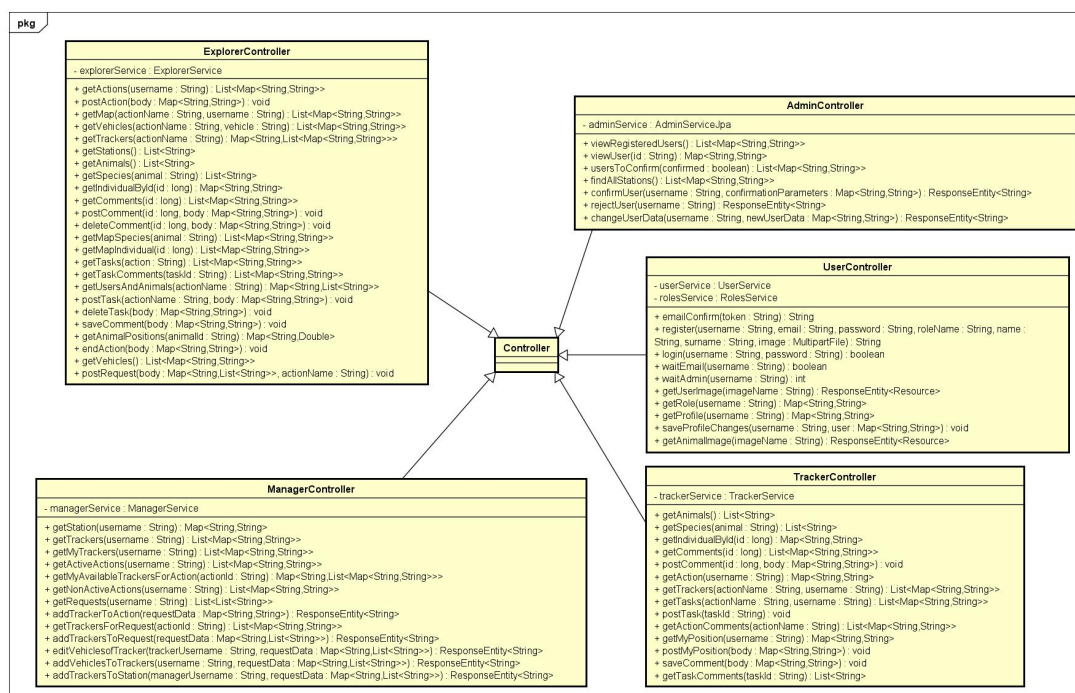 pkg
ExplorerController
- explorerService : ExplorerService
+ getActions(username : String) : List<Map<String,String>>
+ postAction(body : Map<String,String>) : void
+ getMap(actionName : String, username : String) : List<Map<String,String>>
+ getVehicles(actionName : String, vehicle : String) : List<Map<String,String>>
+ getTrackers(actionName : String) : Map<String,List<Map<String,String>>>
+ getStations() : List<String>
+ getAnimals() : List<String>
+ getSpecies(animal : String) : List<String>
+ getIndividualById(id : long) : Map<String,String>
+ getComments(id : long) : List<Map<String,String>>
+ postComment(id : long, body : Map<String,String>) : void
+ deleteComment(id : long, body : Map<String,String>) : void
+ getMapSpecies(animal : String) : List<Map<String,String>>
+ getMapIndividual(id : long) : List<Map<String,String>>
+ getTasks(action : String) : List<Map<String,String>>
+ getTaskComments(taskId : String) : List<Map<String,String>>
+ getUsersAndAnimals(actionName : String) : Map<String,List<String>>
+ postTask(actionName : String, body : Map<String,String>) : void
+ deleteTask(body : Map<String,String>) : void
+ saveComment(body : Map<String,String>) : void
+ getAnimalPositions(animalId : String) : Map<String,Double>
+ endAction(body : Map<String,String>) : void
+ getVehicles() : List<Map<String,String>>
+ postRequest(body : Map<String,List<String>>, actionName : String) : void
AdminController
- adminService : AdminServiceJpa
+ viewRegisteredUsers() : List<Map<String,String>>
+ viewUser(id : String) : Map<String,String>
+ usersToConfirm(confirmed : boolean) : List<Map<String,String>>
+ findAllStations() : List<Map<String,String>>
+ confirmUser(username : String, confirmationParameters : Map<String,String>) : ResponseEntity<String>
+ rejectUser(username : String) : ResponseEntity<String>
+ changeUserData(username : String, newUserData : Map<String,String>) : ResponseEntity<String>
UserController
- userService : UserService
- rolesService : RolesService
+ emailConfirm(token : String) : String
+ register(username : String, email : String, password : String, roleName : String, name :
String, surname : String, image : MultipartFile) : String
+ login(username : String, password : String) : boolean
+ waitEmail(username : String) : boolean
+ waitAdmin(username : String) : int
+ getUserImage(imageName : String) : ResponseEntity<Resource>
+ getRole(username : String) : Map<String,String>
+ getProfile(username : String) : Map<String,String>
+ saveProfileChanges(username : String, user : Map<String,String>) : void
+ getAnimalImage(imageName : String) : ResponseEntity<Resource>
Controller
ManagerController
- managerService : ManagerService
+ getStation(username : String) : Map<String,String>
+ getTrackers(username : String) : List<Map<String,String>>
+ getMyTrackers(username : String) : List<Map<String,String>>
+ getActiveActions(username : String) : List<Map<String,String>>
+ getMyAvailableTrackersForAction(actionId : String) : Map<String,List<Map<String,String>>>
+ getNonActiveActions(username : String) : List<Map<String,String>>
+ getRequests(username : String) : List<List<String>>
+ addTrackerToAction(requestData : Map<String,String>) : ResponseEntity<String>
+ getTrackersForRequest(actionId : String) : List<Map<String,String>>
+ addTrackersToRequest(requestData : Map<String,List<String>>) : ResponseEntity<String>
+ editVehiclesofTracker(trackerUsername : String, requestData : Map<String,List<String>>) : ResponseEntity<String>
+ addVehiclesToTrackers(username : String, requestData : Map<String,List<String>>) : ResponseEntity<String>
+ addTrackersToStation(managerUsername : String, requestData : Map<String,List<String>>) : ResponseEntity<String>
TrackerController
- trackerService : TrackerService
+ getAnimals() : List<String>
+ getSpecies(animal : String) : List<String>
+ getIndividualById(id : long) : Map<String,String>
+ getComments(id : long) : List<Map<String,String>>
+ postComment(id : long, body : Map<String,String>) : void
+ getAction(username : String) : Map<String,String>
+ getTrackers(actionName : String, username : String) : List<Map<String,String>>
+ getTasks(actionName : String, username : String) : List<Map<String,String>>
+ postTask(taskId : String) : void
+ getActionComments(actionName : String) : List<Map<String,String>>
+ getMyPosition(username : String) : Map<String,String>
+ postMyPosition(body : Map<String,String>) : void
+ saveComment(body : Map<String,String>) : void
+ getTaskComments(taskId : String) : List<String>